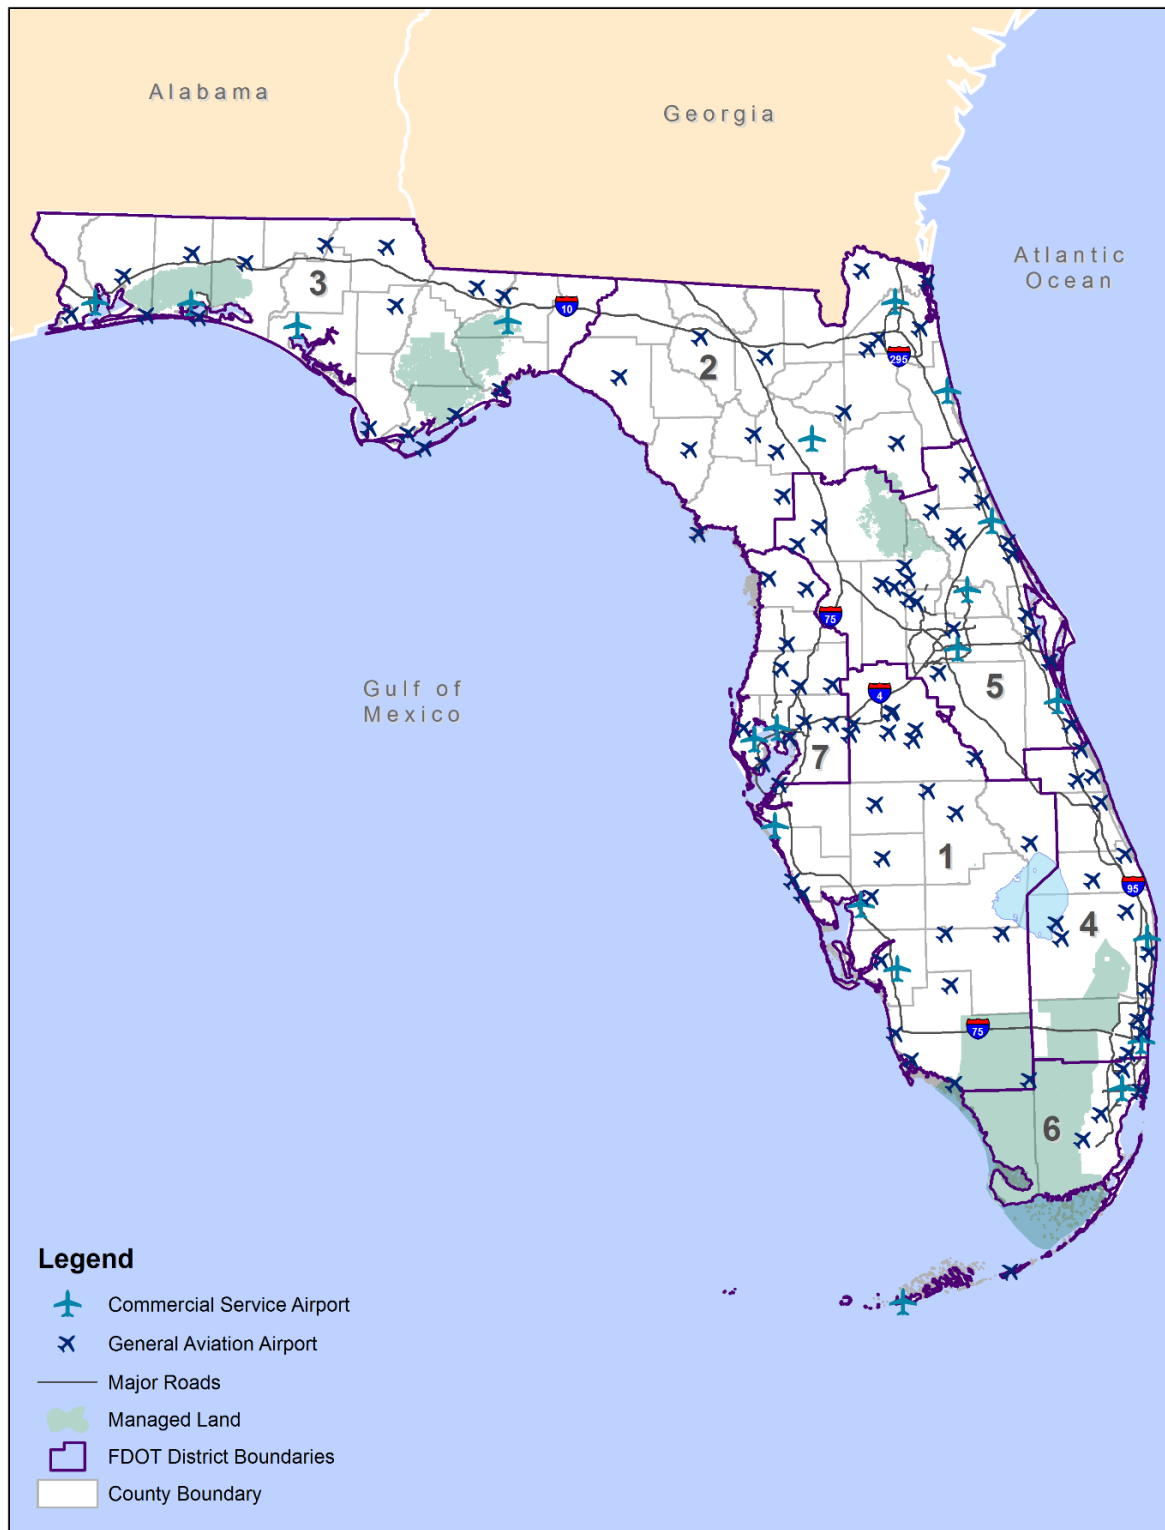 Alabama
Georgia
Atlantic
Ocean
3
10
2
295
75
4
5
Gulf of
Mexico
7
1
95
4
75
6
Legend
Commercial Service Airport
General Aviation Airport
Major Roads
Managed Land
FDOT District Boundaries
County Boundary